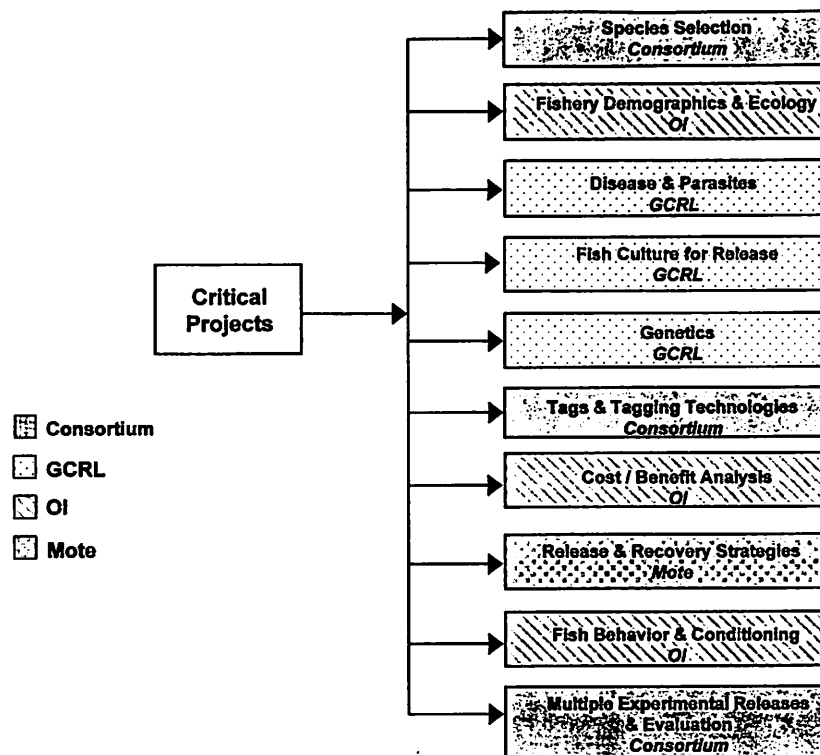 Species Selection
Consortium
Fishery Demographics & Ecology
OI
Disease & Parasites
GCRL
Fish Culture for Release
GCRL
Critical
Projects
Genetics
GCRL
Tags & Tagging Technologies
Consortium
Cost / Benefit Analysis
OI
Release & Recovery Strategies
Mote
Fish Behavior & Conditioning
OI
Multiple Experimental Releases
& Evaluation
Consortium
Consortium
GCRL
OI
Mote